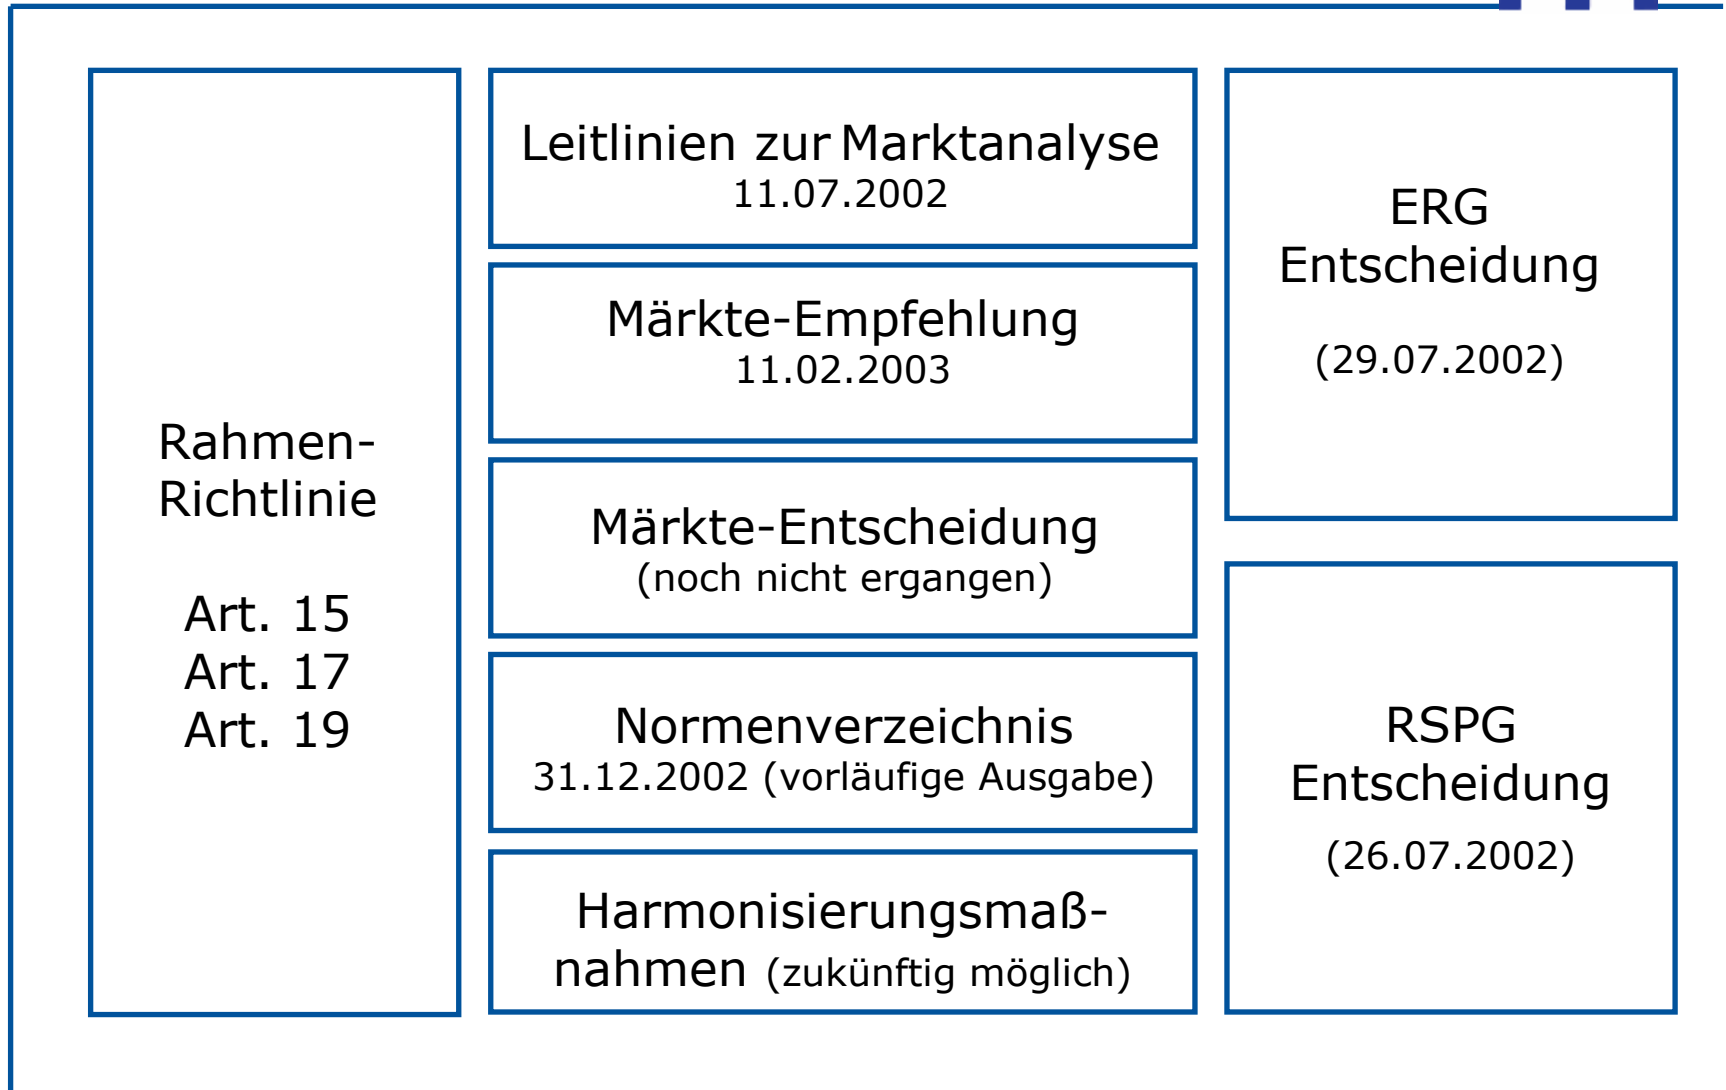 Rahmen-
Richtlinie
Art. 15
Art. 17
Art. 19
Leitlinien zur Marktanalyse
11.07.2002
Märkte-Empfehlung
11.02.2003
Märkte-Entscheidung
(noch nicht ergangen)
Normenverzeichnis
31.12.2002 (vorläufige Ausgabe)
Harmonisierungsmaß-
nahmen (zukünftig möglich)
ERG
Entscheidung
(29.07.2002)
RSPG
Entscheidung
(26.07.2002)